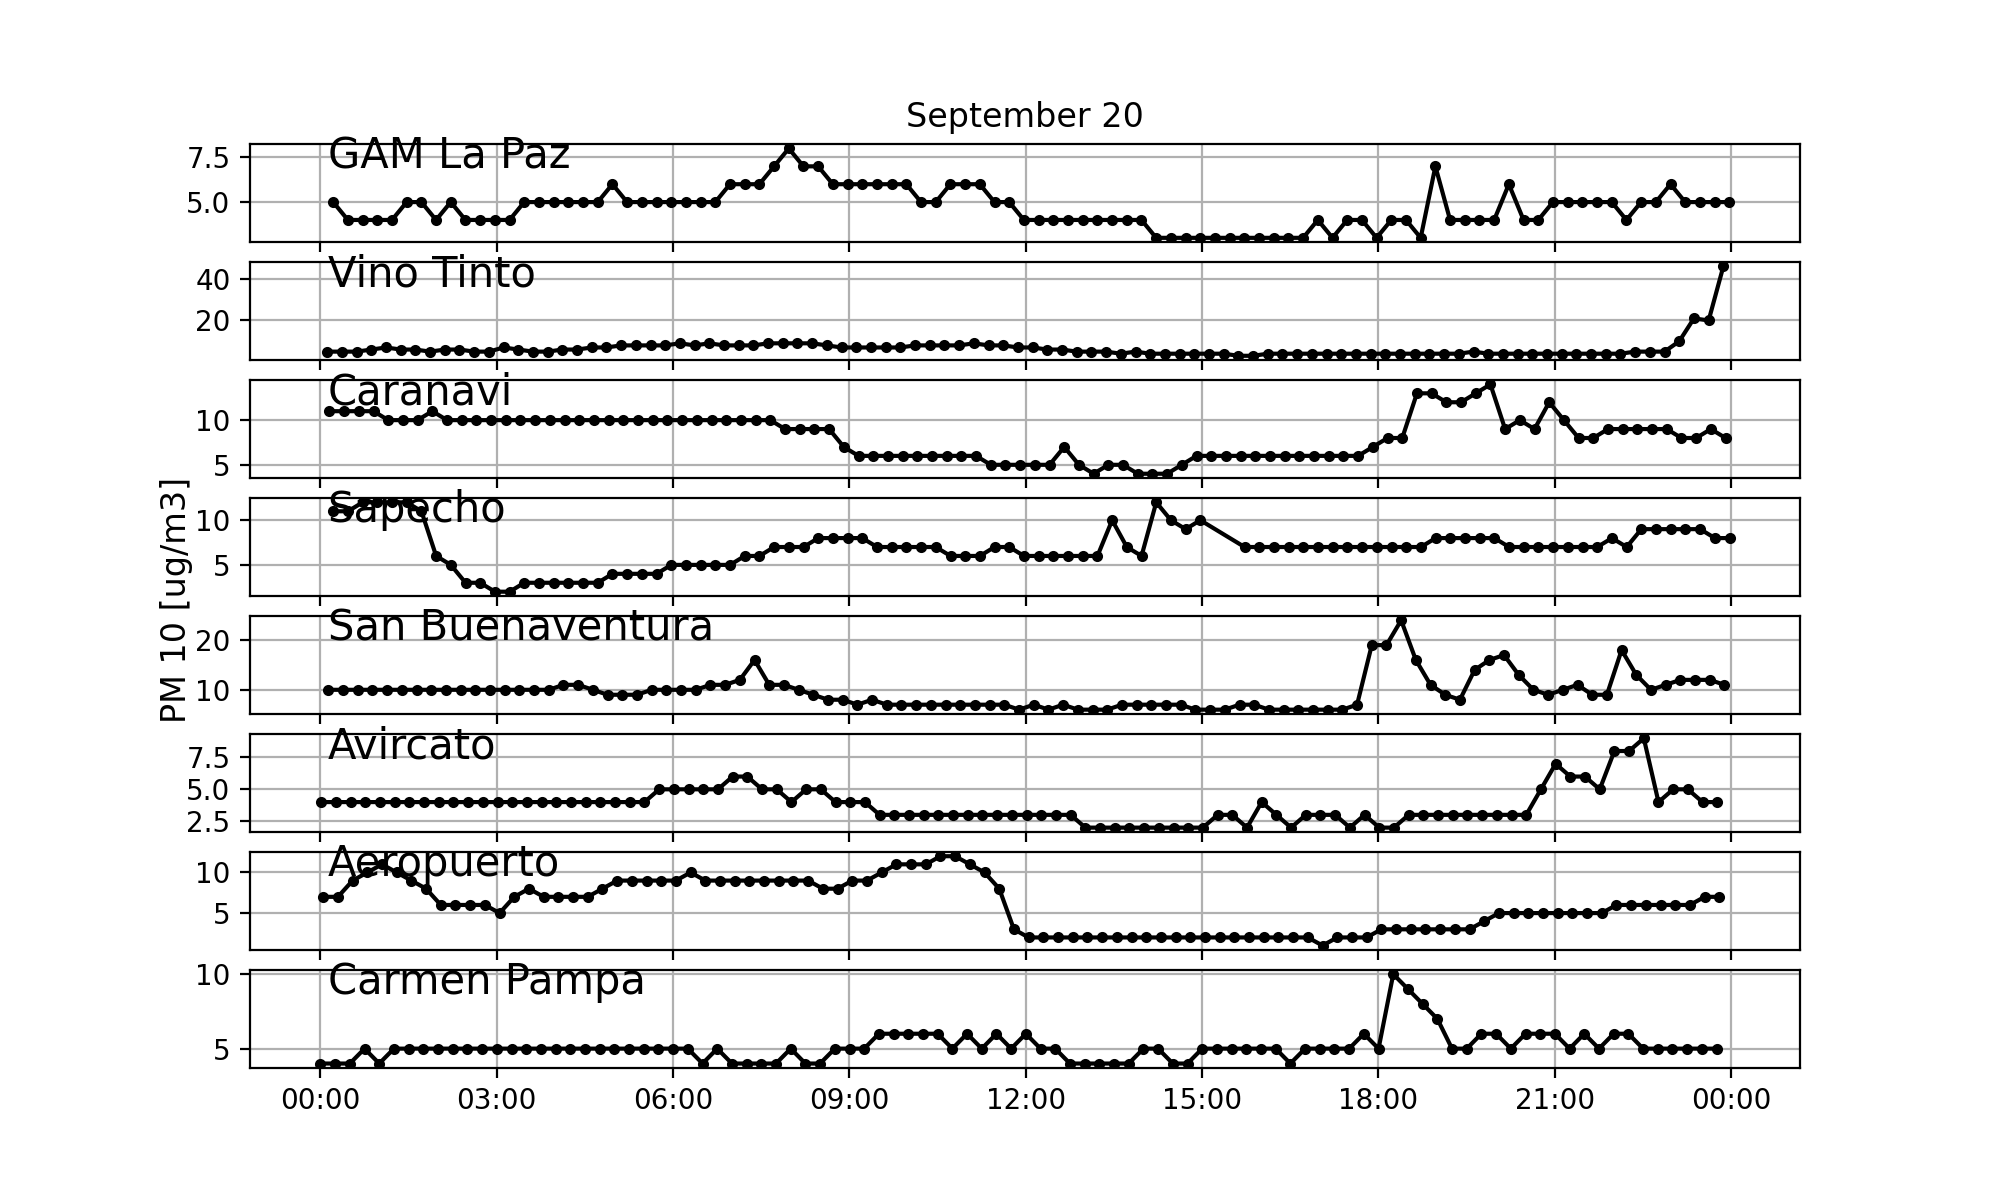 September 20
GAM La Paz
7.5
5.0
Vino Tinto
40
20
Caranavi
10
5
Sapecho
10
5
PM 10 [ug/m3]
San Buenaventura
20
10
Avircato
7.5
5.0
2.5
Aeropuerto
10
5
Carmen Pampa
10
5
00:00 03:00 06:00 09:00 12:00 15:00 18:00 21:00 00:00